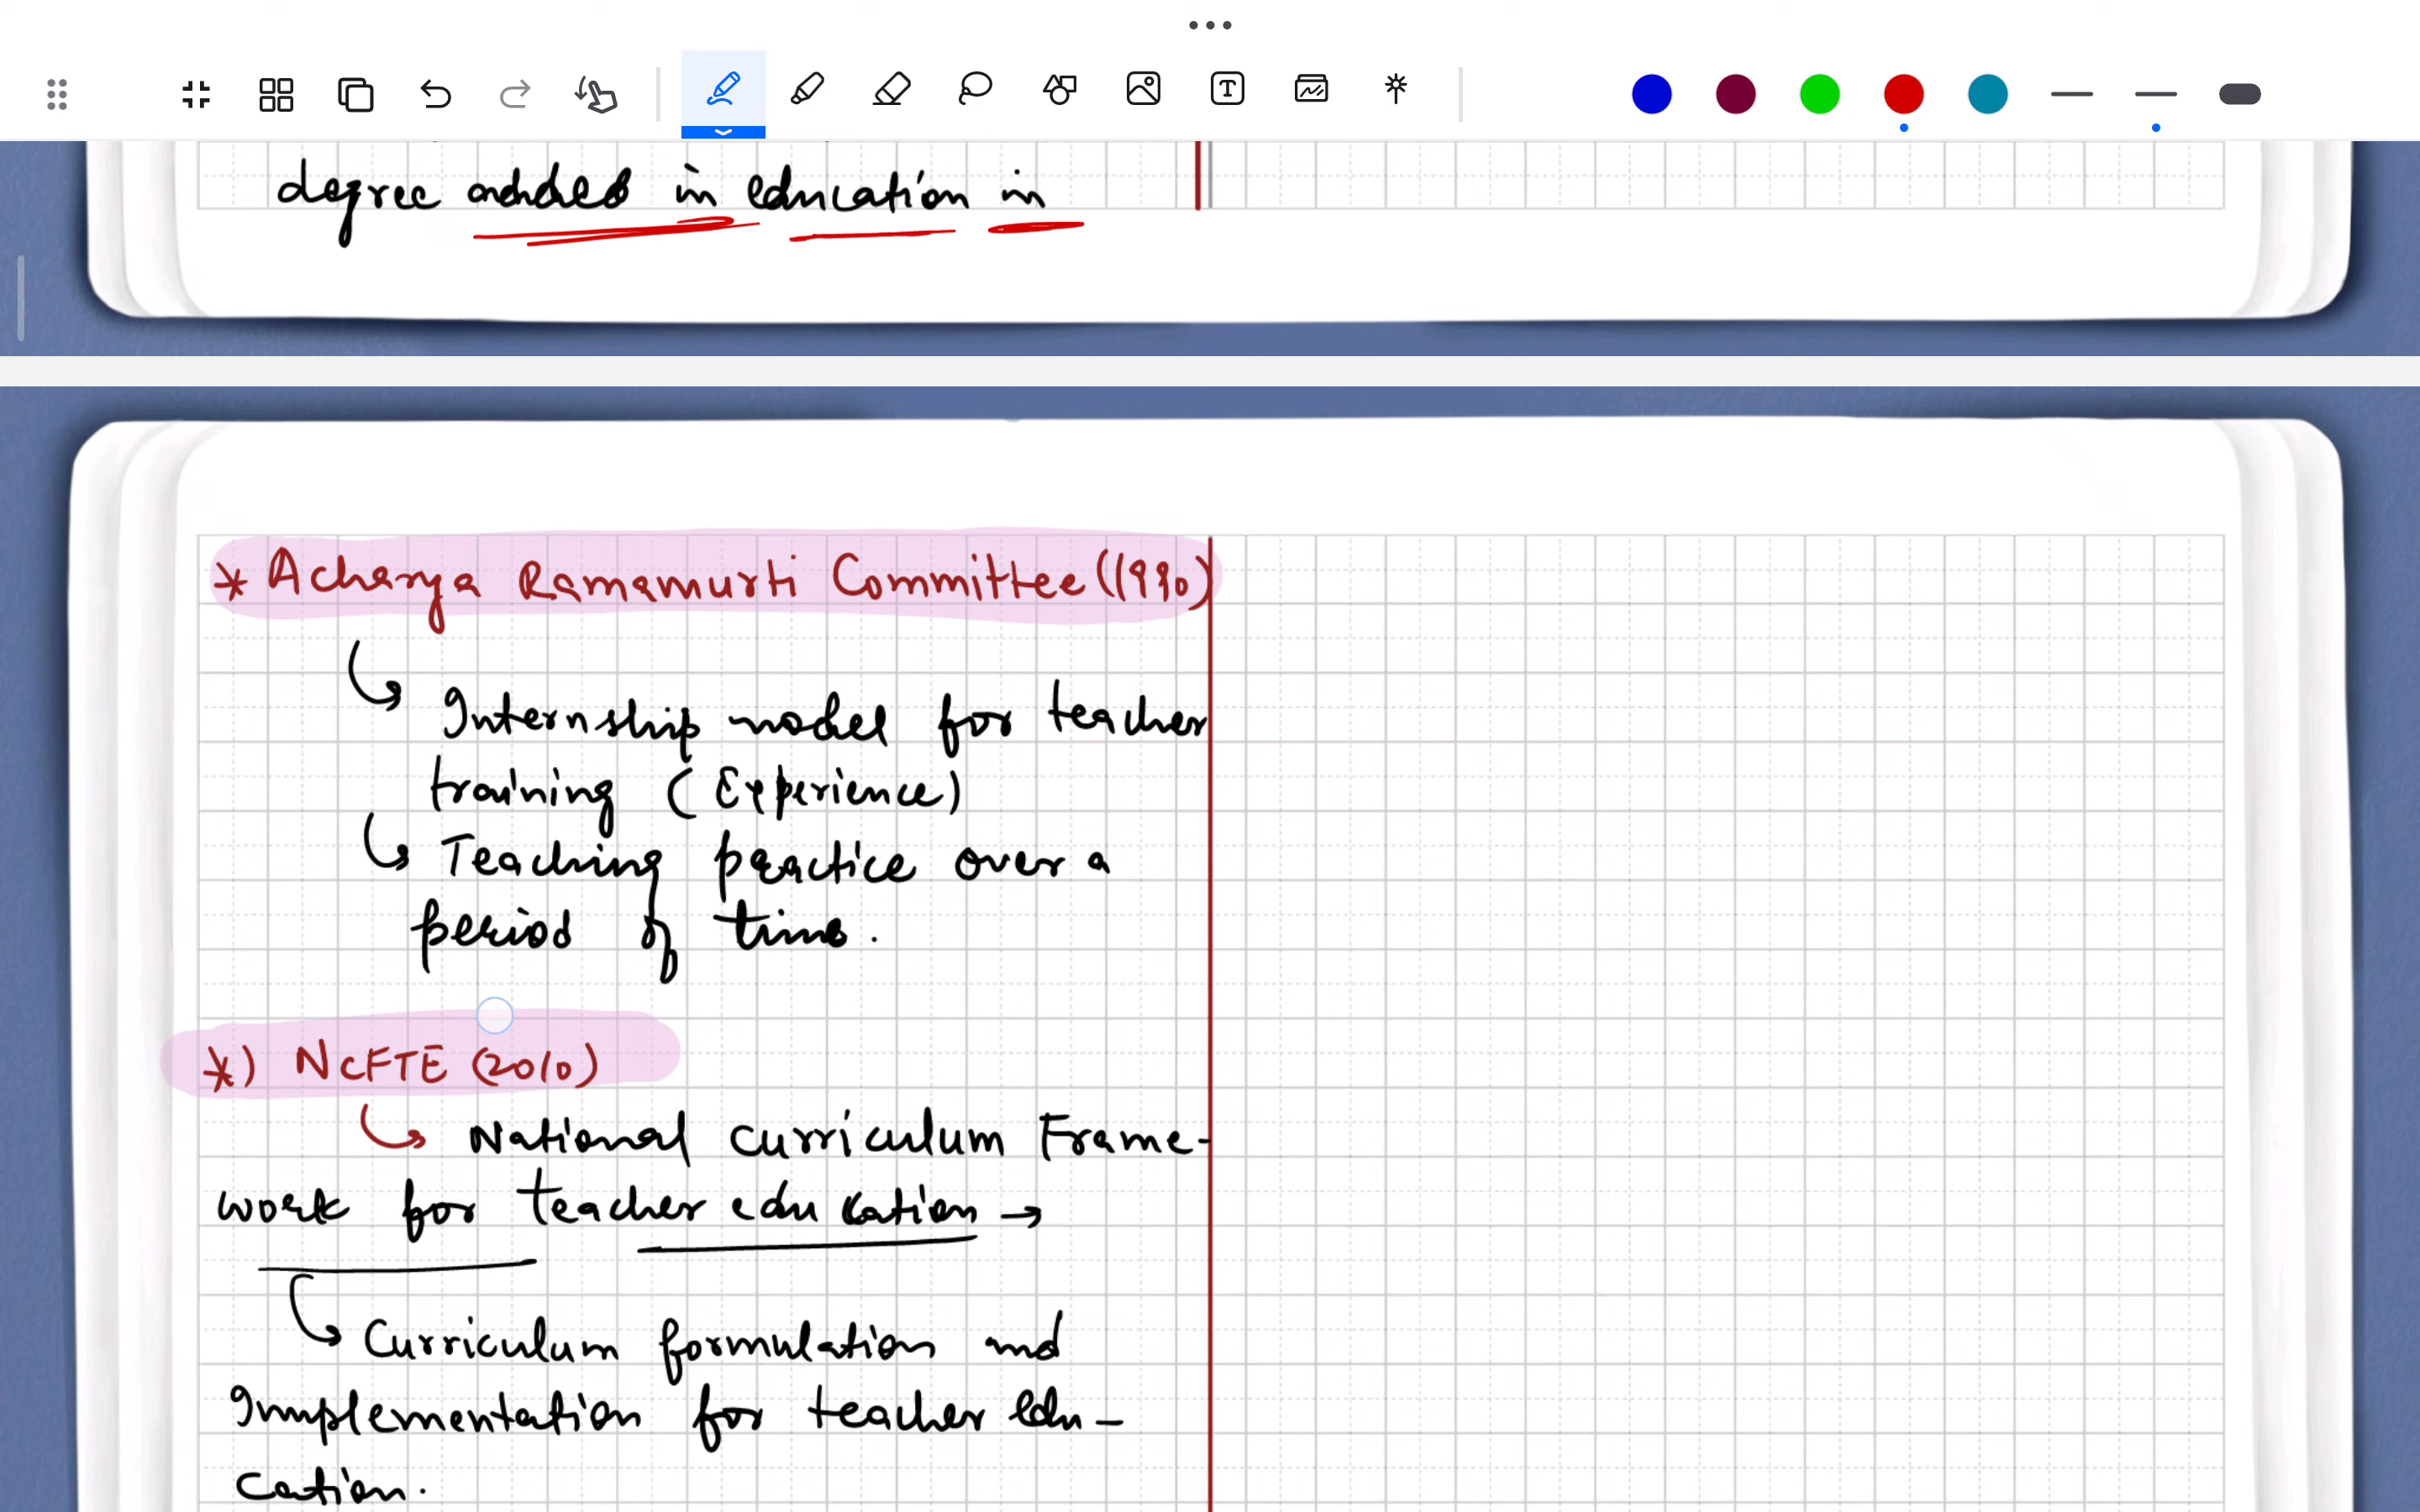 degree added in education in
* Acharya Ramamurti Committee ((1990)
Internship model for teacher
training (Experience)
Teaching practice over a
period of time.
*) NCFTE (2010)
National curriculum Frame-
work for teacher education →
Curriculum formulation and
Implementation for teacher edu-
cation.